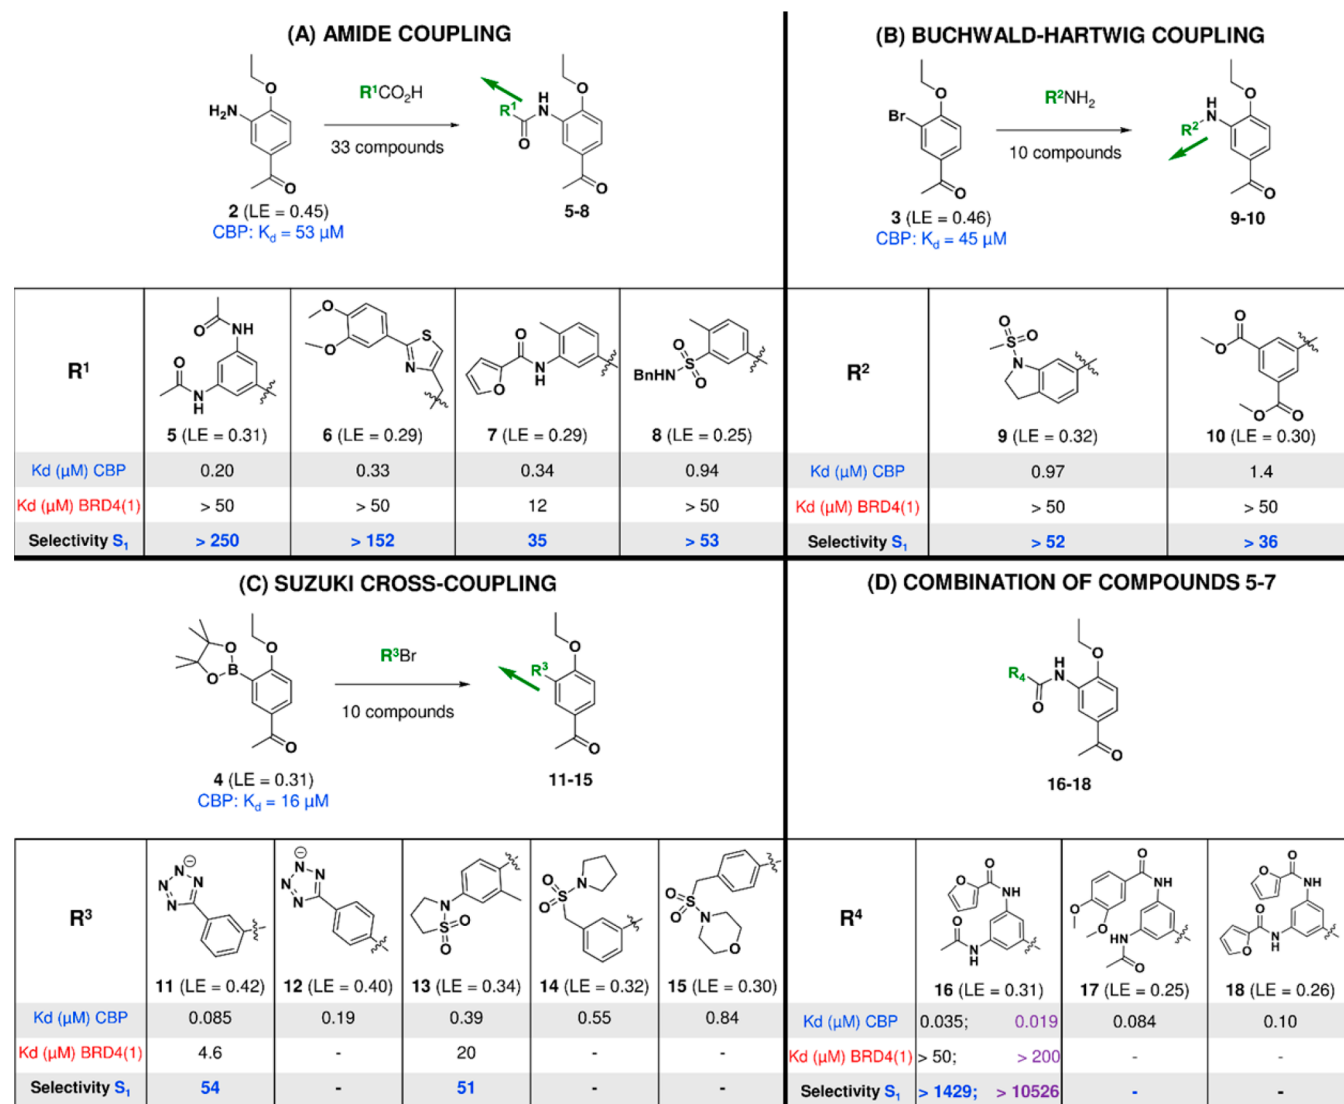 (A) AMIDE COUPLING
H₂N
O
O
R¹CO₂H
33 compounds
R¹
H
N
O
O
O
2 (LE = 0.45)
CBP: Kd = 53 µM
5-8
(B) BUCHWALD-HARTWIG COUPLING
Br
O
O
R²NH₂
10 compounds
R²
H
N
O
O
3 (LE = 0.46)
CBP: Kd = 45 µM
9-10
R¹
O
NH
O
N
H
O
O
S
N
O
O
N
H
BnHN
S
O
O
5 (LE = 0.31) 6 (LE = 0.29) 7 (LE = 0.29) 8 (LE = 0.25)
Kd (µM) CBP 0.20 0.33 0.34 0.94
Kd (µM) BRD4(1) > 50 > 50 12 > 50
Selectivity S₁ > 250 > 152 35 > 53
R²
O
S
O
N
O
O
O
O
9 (LE = 0.32) 10 (LE = 0.30)
Kd (µM) CBP 0.97 1.4
Kd (µM) BRD4(1) > 50 > 50
Selectivity S₁ > 52 > 36
(C) SUZUKI CROSS-COUPLING
O
B
O
O
O
R³Br
10 compounds
R³
O
O
4 (LE = 0.31)
CBP: Kd = 16 µM
11-15
(D) COMBINATION OF COMPOUNDS 5-7
R₄
H
N
O
O
O
16-18
R³
N
N
N
N
N
N
N
N
N
S
O
O
O
S
O
N
O
S
O
N
O
11 (LE = 0.42) 12 (LE = 0.40) 13 (LE = 0.34) 14 (LE = 0.32) 15 (LE = 0.30)
Kd (µM) CBP 0.085 0.19 0.39 0.55 0.84
Kd (µM) BRD4(1) 4.6 - 20 - -
Selectivity S₁ 54 - 51 - -
R⁴
O
O
NH
O
N
H
O
NH
O
O
HN
O
O
NH
O
O
O
N
H
16 (LE = 0.31) 17 (LE = 0.25) 18 (LE = 0.26)
Kd (µM) CBP 0.035; 0.019 0.084 0.10
Kd (µM) BRD4(1) > 50; > 200 - -
Selectivity S₁ > 1429; > 10526 - -